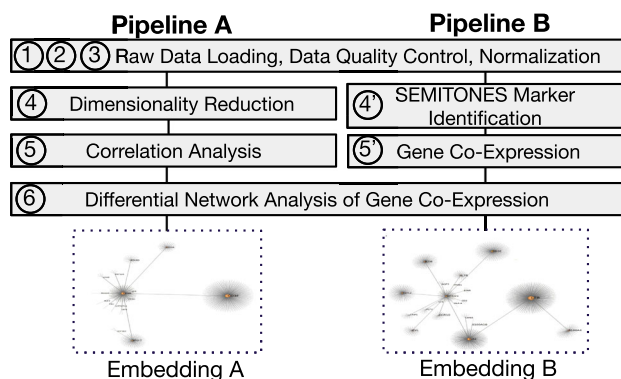 Pipeline A
Pipeline B
1 2 3 Raw Data Loading, Data Quality Control, Normalization
4 Dimensionality Reduction
4' SEMITONES Marker
Identification
5 Correlation Analysis
5' Gene Co-Expression
6 Differential Network Analysis of Gene Co-Expression
Embedding A
Embedding B